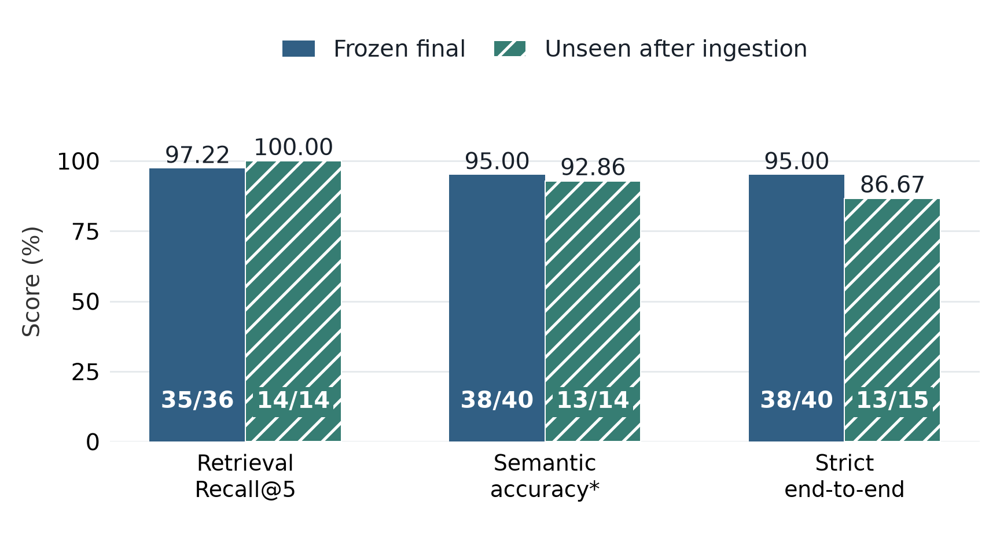 Frozen final
Unseen after ingestion
Score (%)
100
75
50
25
0
97.22
100.00
95.00
92.86
95.00
86.67
35/36
14/14
38/40
13/14
38/40
13/15
Retrieval
Recall@5
Semantic
accuracy*
Strict
end-to-end